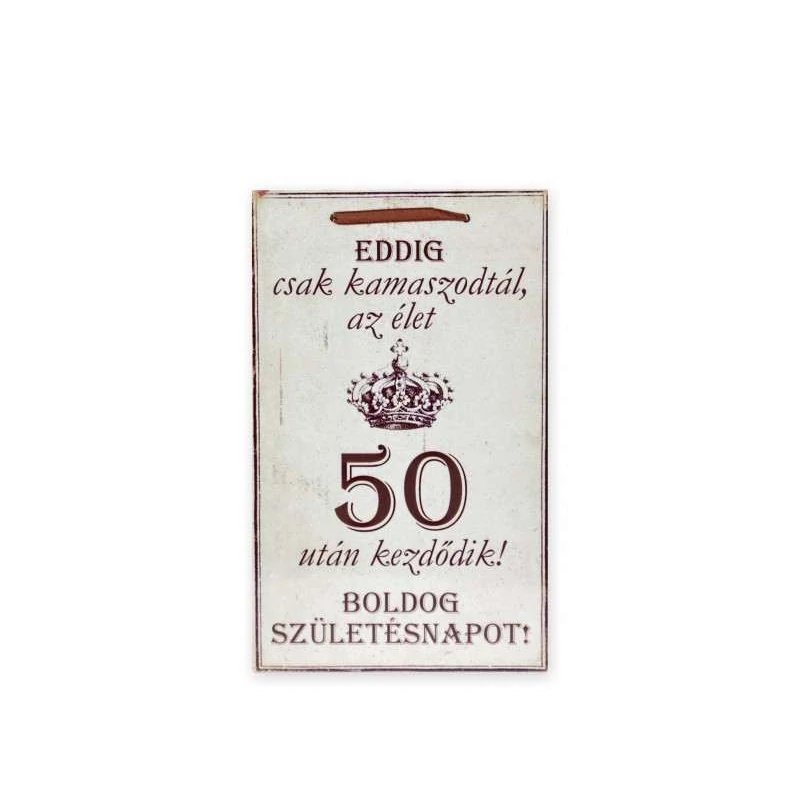 EDDIG
csak kamaszodtál,
az élet
50
után kezdődik!
BOLDOG
SZÜLETÉSNAPOT!